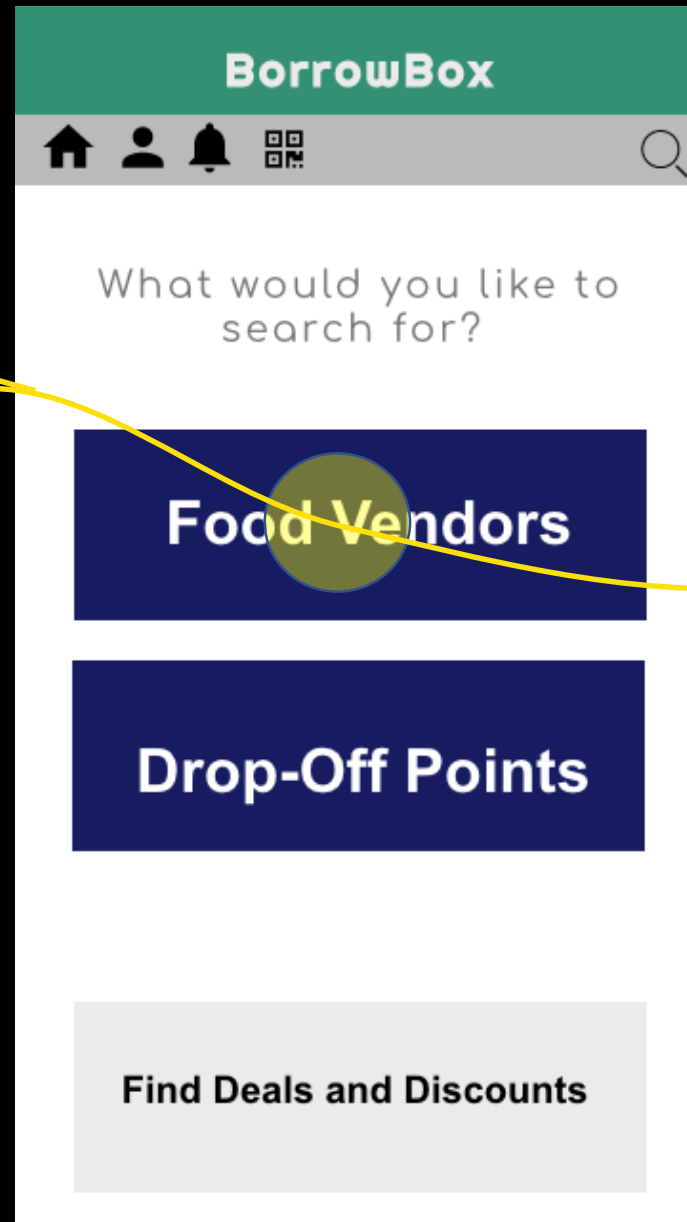 BorrowBox
What would you like to
search for?
Food Vendors
Drop-Off Points
Find Deals and Discounts